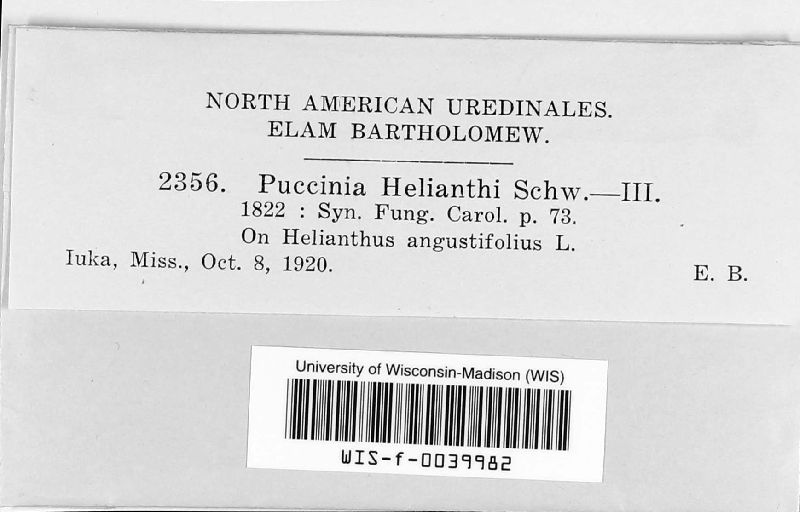 NORTH AMERICAN UREDINALES.
ELAM BARTHOLOMEW.
2356. Puccinia Helianthi Schw.—III.
1822 : Syn. Fung. Carol. p. 73.
On Helianthus angustifolius L.
Iuka, Miss., Oct. 8, 1920. E. B.
University of Wisconsin-Madison (WIS)
WIS-f-0039982